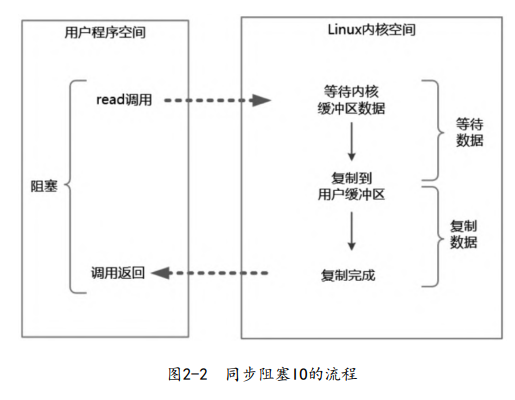 用户程序空间
Linux内核空间
read调用
等待内核
缓冲区数据
等待
数据
阻塞
复制到
用户缓冲区
复制
数据
调用返回
复制完成
图2-2 同步阻塞IO的流程